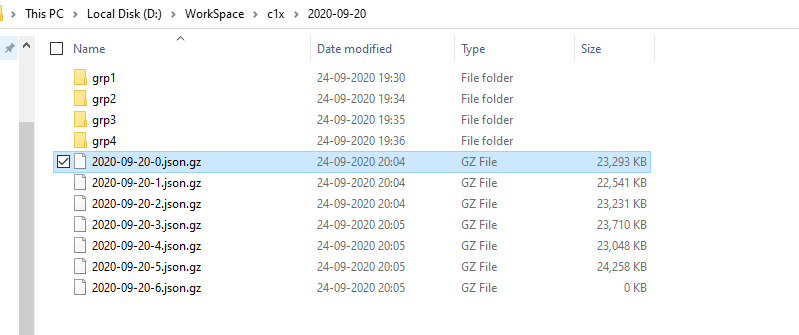 This PC > Local Disk (D:) > WorkSpace > c1x > 2020-09-20
Name Date modified Type Size
grp1 24-09-2020 19:30 File folder
grp2 24-09-2020 19:34 File folder
grp3 24-09-2020 19:35 File folder
grp4 24-09-2020 19:36 File folder
2020-09-20-0.json.gz 24-09-2020 20:04 GZ File 23,293 KB
2020-09-20-1.json.gz 24-09-2020 20:04 GZ File 22,541 KB
2020-09-20-2.json.gz 24-09-2020 20:04 GZ File 23,231 KB
2020-09-20-3.json.gz 24-09-2020 20:05 GZ File 23,710 KB
2020-09-20-4.json.gz 24-09-2020 20:05 GZ File 23,048 KB
2020-09-20-5.json.gz 24-09-2020 20:05 GZ File 24,258 KB
2020-09-20-6.json.gz 24-09-2020 20:05 GZ File 0 KB